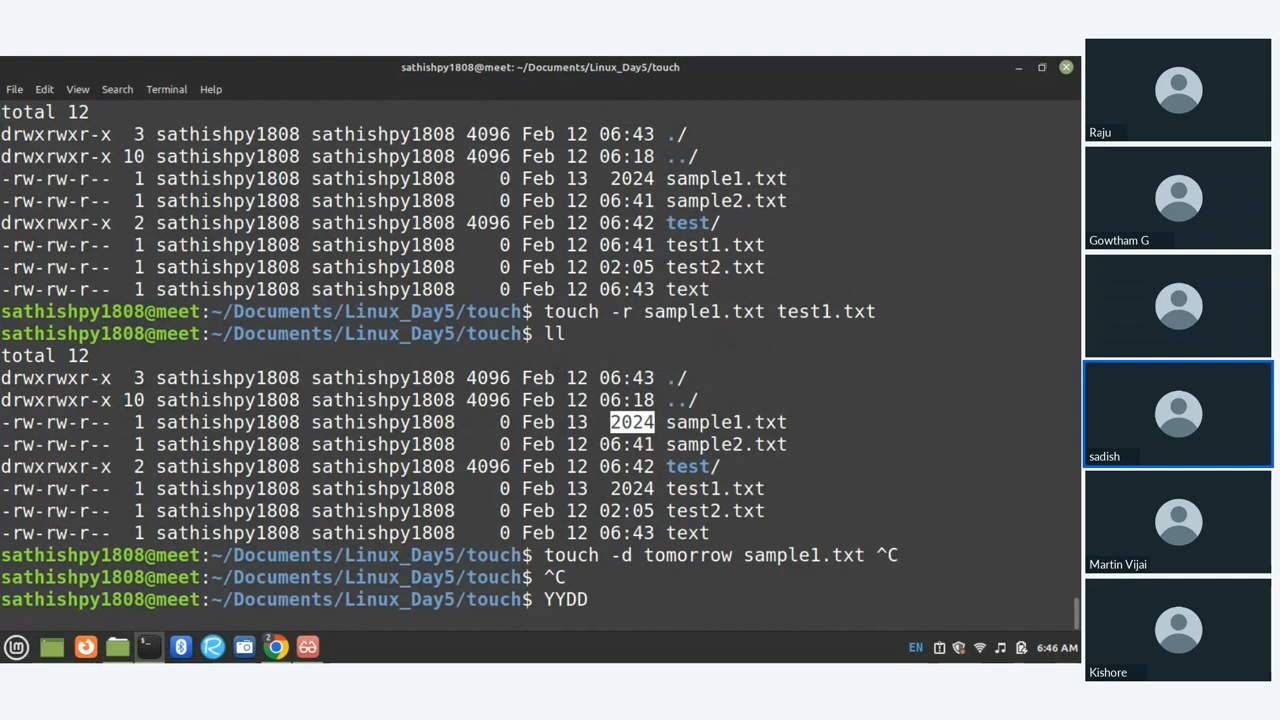 sathishpy1808@meet: ~/Documents/Linux_Day5/touch
File Edit View Search Terminal Help
total 12
drwxrwxr-x 3 sathishpy1808 sathishpy1808 4096 Feb 12 06:43 ./
drwxrwxr-x 10 sathishpy1808 sathishpy1808 4096 Feb 12 06:18 ../
-rw-rw-r-- 1 sathishpy1808 sathishpy1808 0 Feb 13 2024 sample1.txt
-rw-rw-r-- 1 sathishpy1808 sathishpy1808 0 Feb 12 06:41 sample2.txt
drwxrwxr-x 2 sathishpy1808 sathishpy1808 4096 Feb 12 06:42 test/
-rw-rw-r-- 1 sathishpy1808 sathishpy1808 0 Feb 12 06:41 test1.txt
-rw-rw-r-- 1 sathishpy1808 sathishpy1808 0 Feb 12 02:05 test2.txt
-rw-rw-r-- 1 sathishpy1808 sathishpy1808 0 Feb 12 06:43 text
sathishpy1808@meet:~/Documents/Linux_Day5/touch$ touch -r sample1.txt test1.txt
sathishpy1808@meet:~/Documents/Linux_Day5/touch$ ll
total 12
drwxrwxr-x 3 sathishpy1808 sathishpy1808 4096 Feb 12 06:43 ./
drwxrwxr-x 10 sathishpy1808 sathishpy1808 4096 Feb 12 06:18 ../
-rw-rw-r-- 1 sathishpy1808 sathishpy1808 0 Feb 13 2024 sample1.txt
-rw-rw-r-- 1 sathishpy1808 sathishpy1808 0 Feb 12 06:41 sample2.txt
drwxrwxr-x 2 sathishpy1808 sathishpy1808 4096 Feb 12 06:42 test/
-rw-rw-r-- 1 sathishpy1808 sathishpy1808 0 Feb 13 2024 test1.txt
-rw-rw-r-- 1 sathishpy1808 sathishpy1808 0 Feb 12 02:05 test2.txt
-rw-rw-r-- 1 sathishpy1808 sathishpy1808 0 Feb 12 06:43 text
sathishpy1808@meet:~/Documents/Linux_Day5/touch$ touch -d tomorrow sample1.txt ^C
sathishpy1808@meet:~/Documents/Linux_Day5/touch$ ^C
sathishpy1808@meet:~/Documents/Linux_Day5/touch$ YYDD
2
EN 6:46 AM
Raju
Gowtham G
sadish
Martin Vijai
Kishore